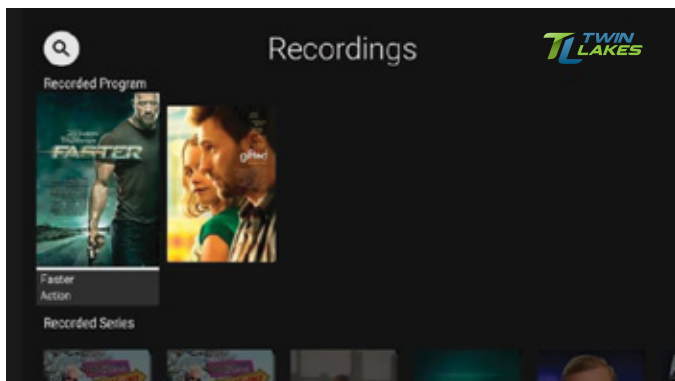 Recordings
TWIN
LAKES
Recorded Program
FASTER
gifted
Faster
Action
Recorded Series